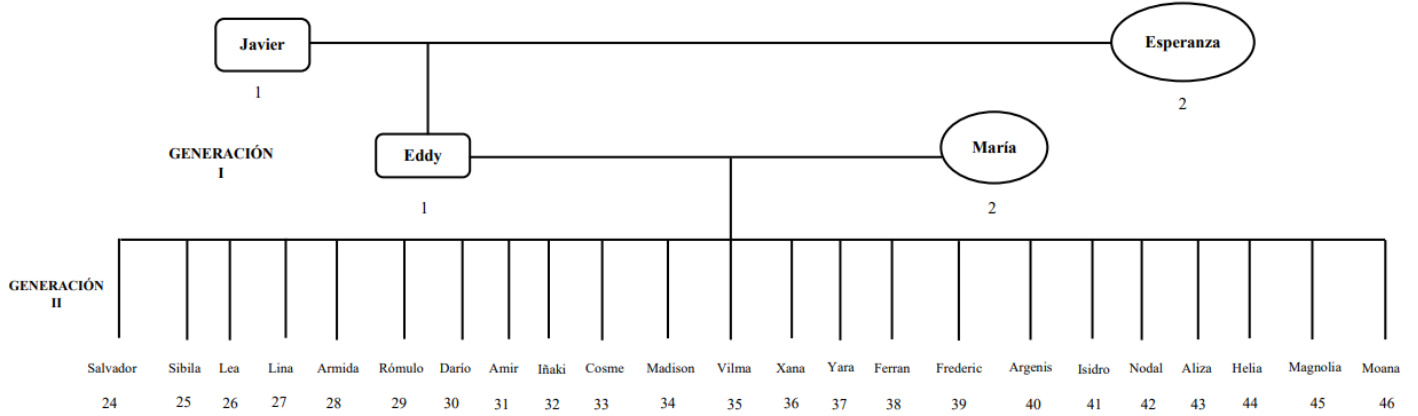 Javier
Esperanza
1
2
GENERACIÓN
I
Eddy
María
1
2
GENERACIÓN
II
Salvador Sibila Lea Lina Armida Rómulo Darío Amir Iñaki Cosme Madison Vilma Xana Yara Ferran Frederic Argenis Isidro Nodal Aliza Helia Magnolia Moana
24 25 26 27 28 29 30 31 32 33 34 35 36 37 38 39 40 41 42 43 44 45 46